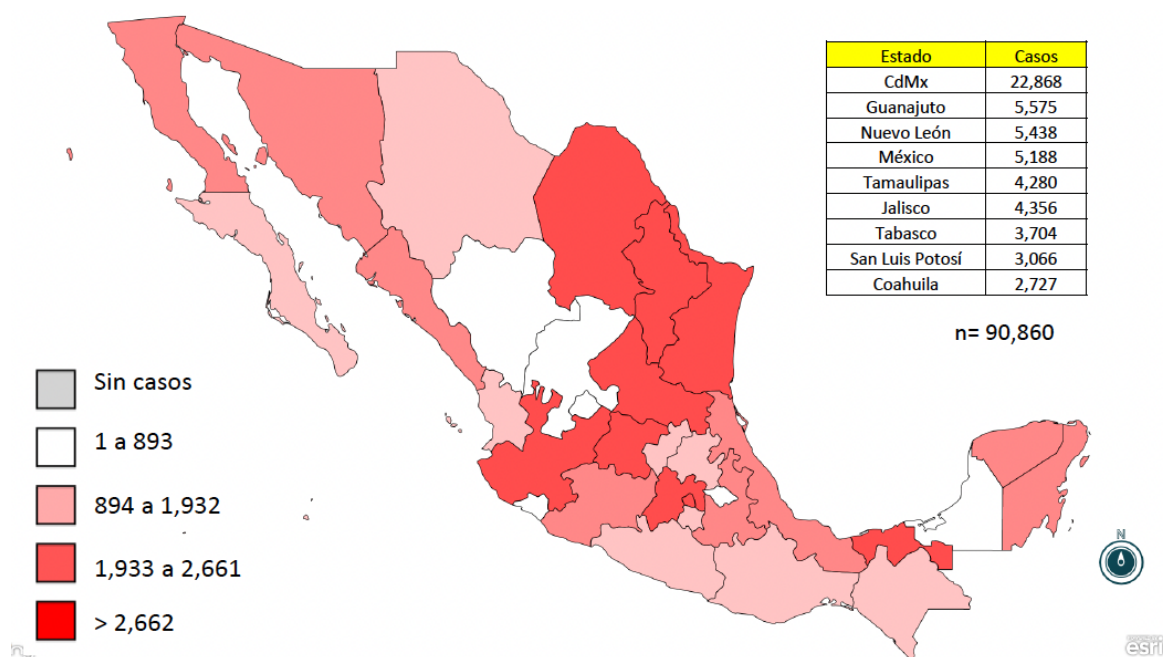 Estado Casos
CdMx 22,868
Guanajuto 5,575
Nuevo León 5,438
México 5,188
Tamaulipas 4,280
Jalisco 4,356
Tabasco 3,704
San Luis Potosí 3,066
Coahuila 2,727
n= 90,860
Sin casos
1 a 893
894 a 1,932
1,933 a 2,661
> 2,662
N
esri